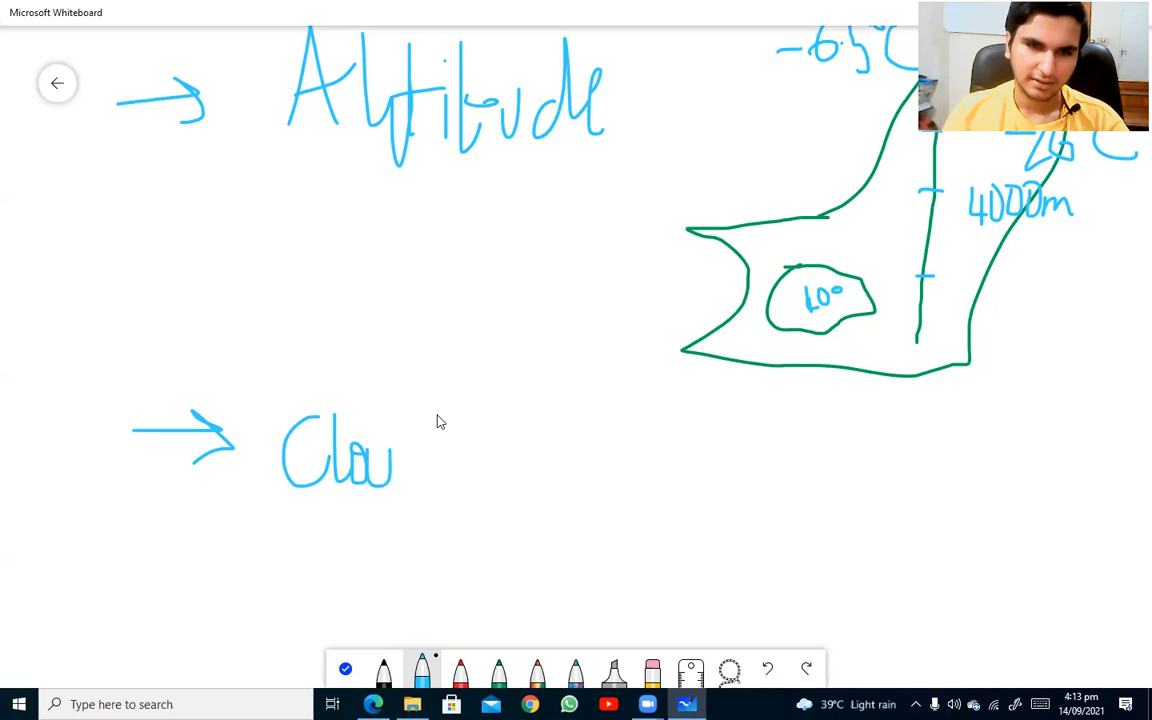 Microsoft Whiteboard
-6.5°C
Altitude
-26°C
4000m
10°
Clou
Type here to search
39°C Light rain
4:13 pm
14/09/2021